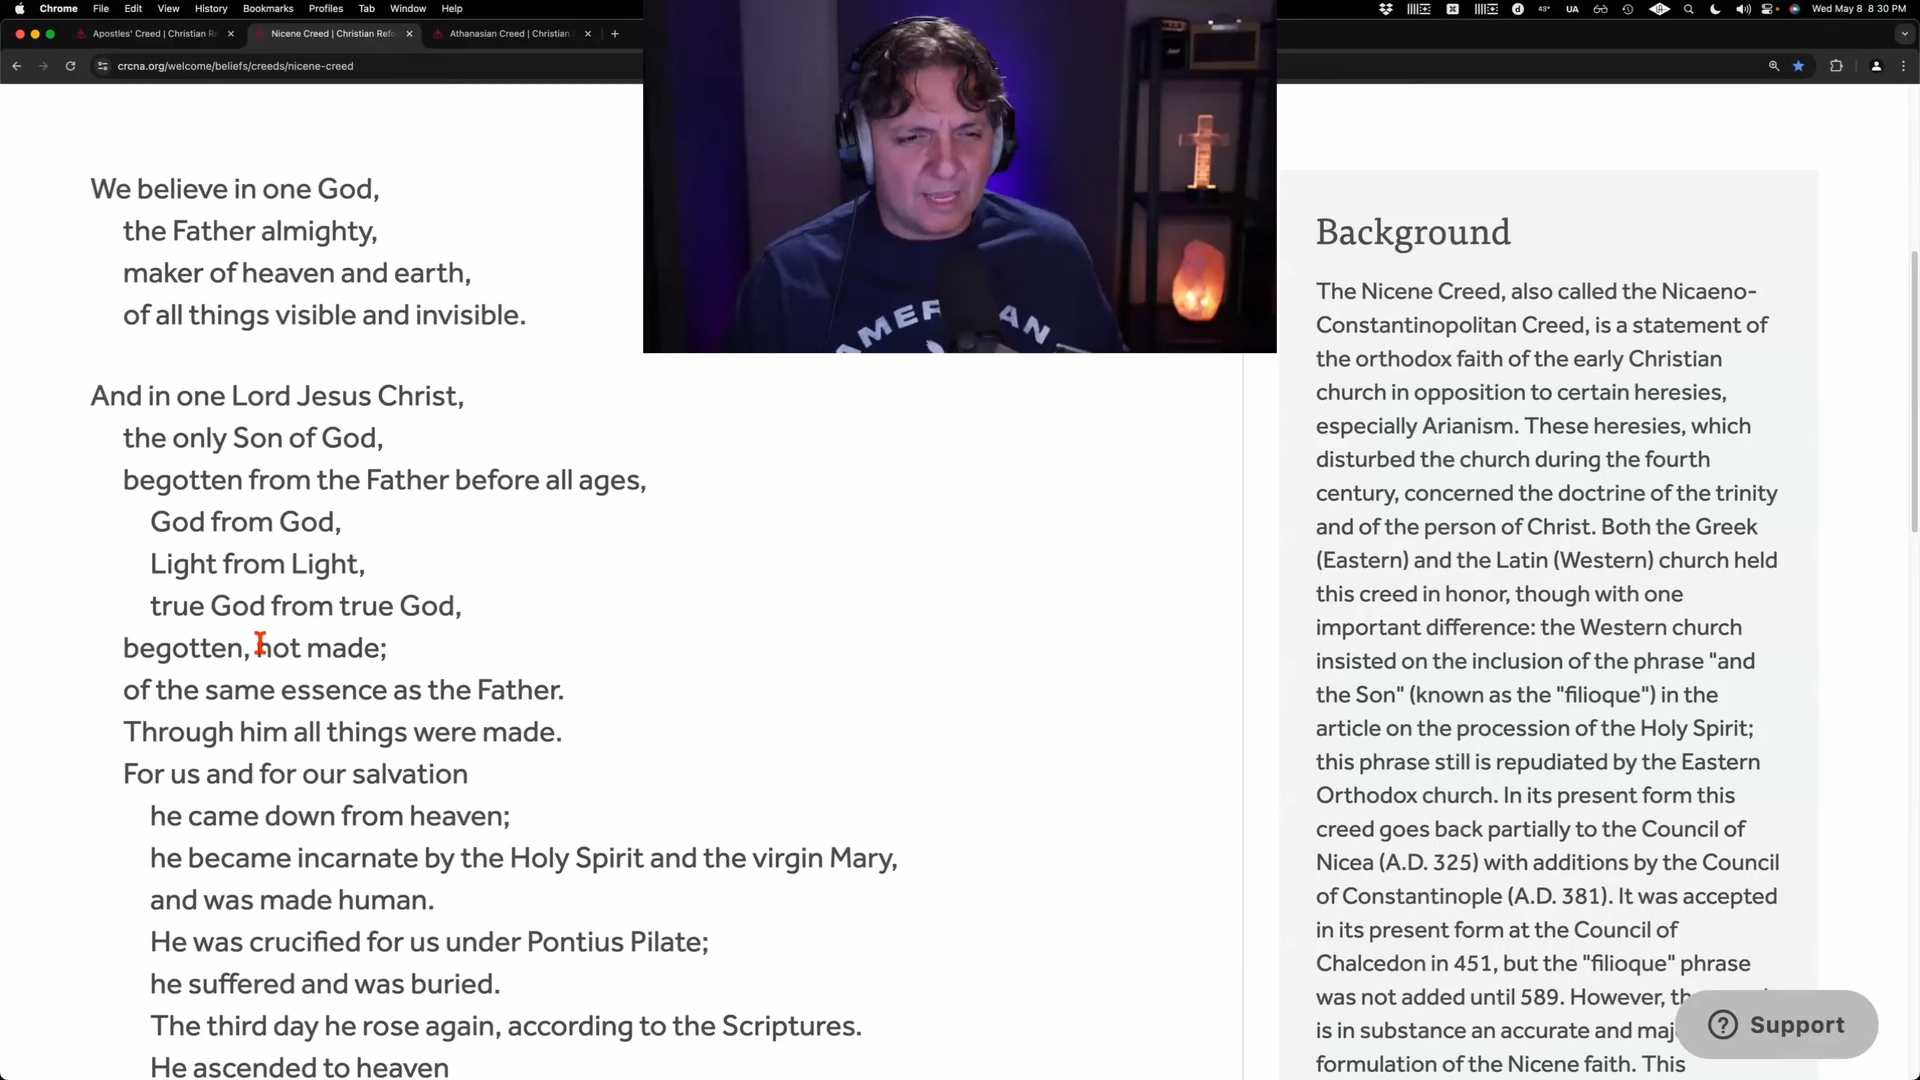 Chrome File Edit View History Bookmarks Profiles Tab Window Help
43° UA Wed May 8 8:30 PM
Apostles' Creed | Christian Re
Nicene Creed | Christian Refo
Athanasian Creed | Christian
crcna.org/welcome/beliefs/creeds/nicene-creed
We believe in one God,
the Father almighty,
maker of heaven and earth,
of all things visible and invisible.
And in one Lord Jesus Christ,
the only Son of God,
begotten from the Father before all ages,
God from God,
Light from Light,
true God from true God,
begotten, not made;
of the same essence as the Father.
Through him all things were made.
For us and for our salvation
he came down from heaven;
he became incarnate by the Holy Spirit and the virgin Mary,
and was made human.
He was crucified for us under Pontius Pilate;
he suffered and was buried.
The third day he rose again, according to the Scriptures.
He ascended to heaven
AMER AN
Background
The Nicene Creed, also called the Nicaeno-
Constantinopolitan Creed, is a statement of
the orthodox faith of the early Christian
church in opposition to certain heresies,
especially Arianism. These heresies, which
disturbed the church during the fourth
century, concerned the doctrine of the trinity
and of the person of Christ. Both the Greek
(Eastern) and the Latin (Western) church held
this creed in honor, though with one
important difference: the Western church
insisted on the inclusion of the phrase "and
the Son" (known as the "filioque") in the
article on the procession of the Holy Spirit;
this phrase still is repudiated by the Eastern
Orthodox church. In its present form this
creed goes back partially to the Council of
Nicea (A.D. 325) with additions by the Council
of Constantinople (A.D. 381). It was accepted
in its present form at the Council of
Chalcedon in 451, but the "filioque" phrase
was not added until 589. However, th
is in substance an accurate and maj
formulation of the Nicene faith. This
Support